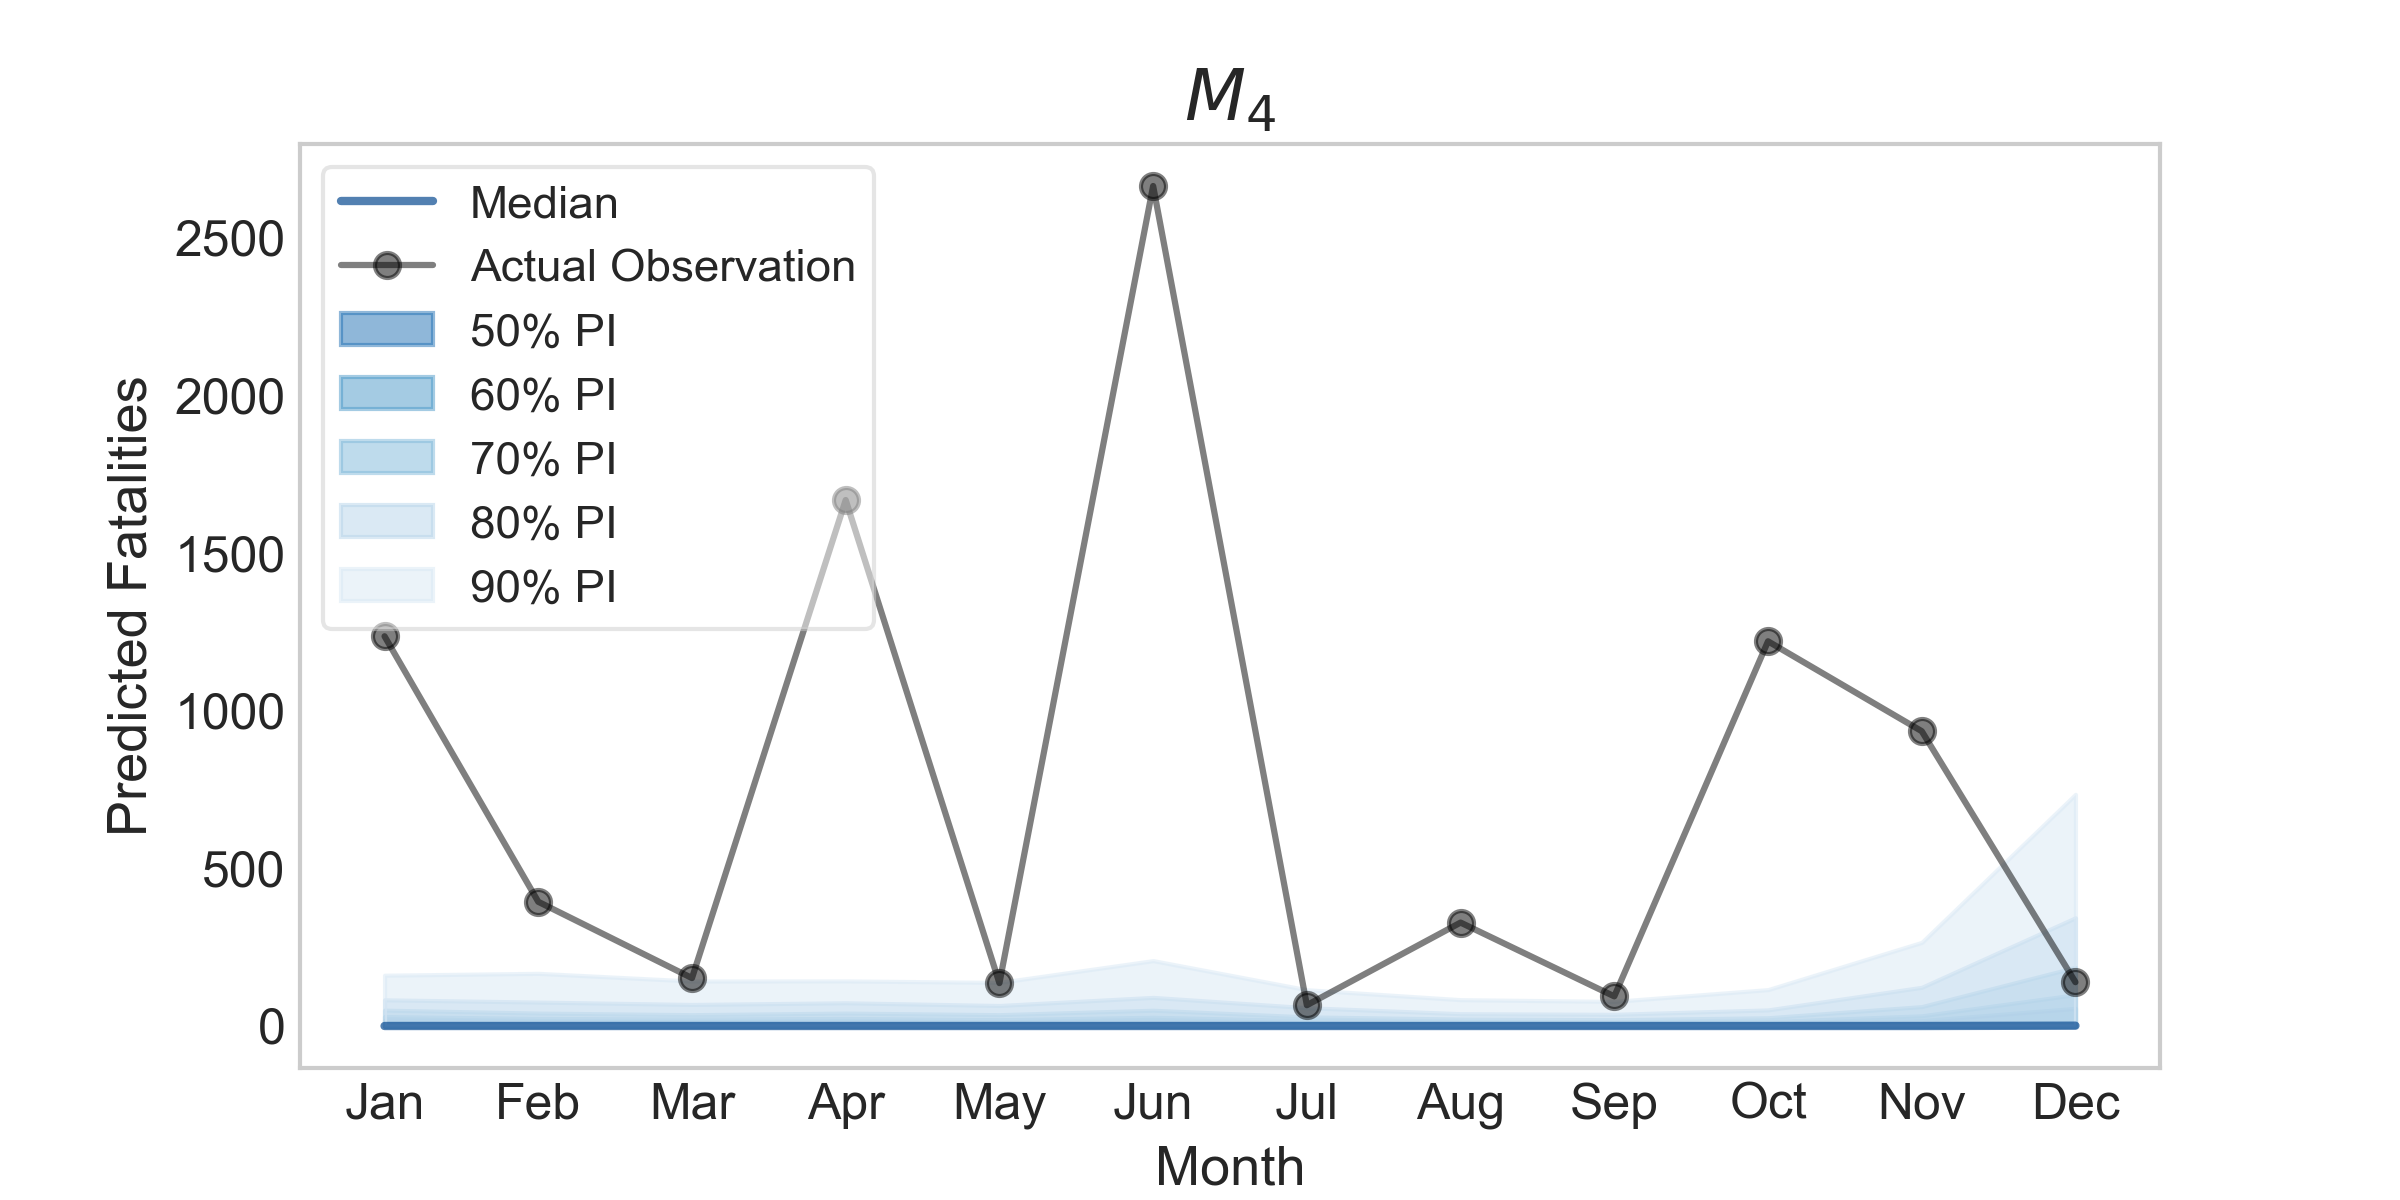 M4
Median
Actual Observation
50% PI
60% PI
70% PI
80% PI
90% PI
Predicted Fatalities
2500
2000
1500
1000
500
0
Jan Feb Mar Apr May Jun Jul Aug Sep Oct Nov Dec
Month